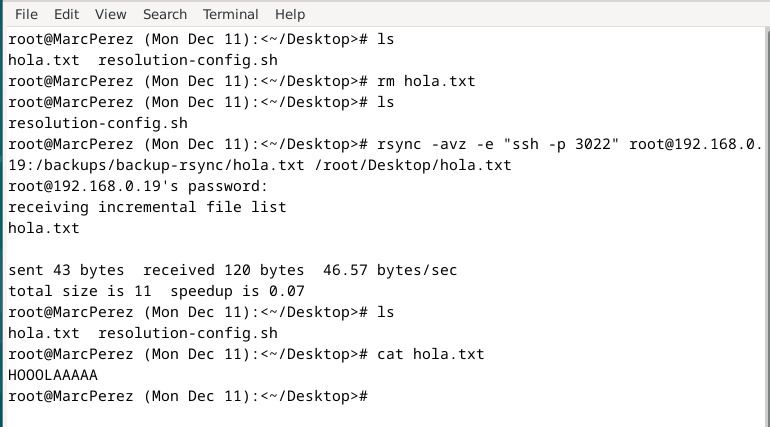 File Edit View Search Terminal Help
root@MarcPerez (Mon Dec 11):<~/Desktop># ls
hola.txt  resolution-config.sh
root@MarcPerez (Mon Dec 11):<~/Desktop># rm hola.txt
root@MarcPerez (Mon Dec 11):<~/Desktop># ls
resolution-config.sh
root@MarcPerez (Mon Dec 11):<~/Desktop># rsync -avz -e "ssh -p 3022" root@192.168.0.
19:/backups/backup-rsync/hola.txt /root/Desktop/hola.txt
root@192.168.0.19's password:
receiving incremental file list
hola.txt

sent 43 bytes  received 120 bytes  46.57 bytes/sec
total size is 11  speedup is 0.07
root@MarcPerez (Mon Dec 11):<~/Desktop># ls
hola.txt  resolution-config.sh
root@MarcPerez (Mon Dec 11):<~/Desktop># cat hola.txt
HOOOLAAAAA
root@MarcPerez (Mon Dec 11):<~/Desktop>#